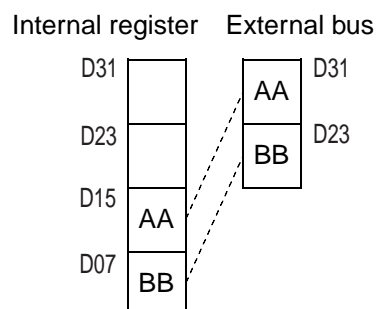 Internal register External bus
D31 D31
AA
D23 D23
BB
D15
AA
D07
BB